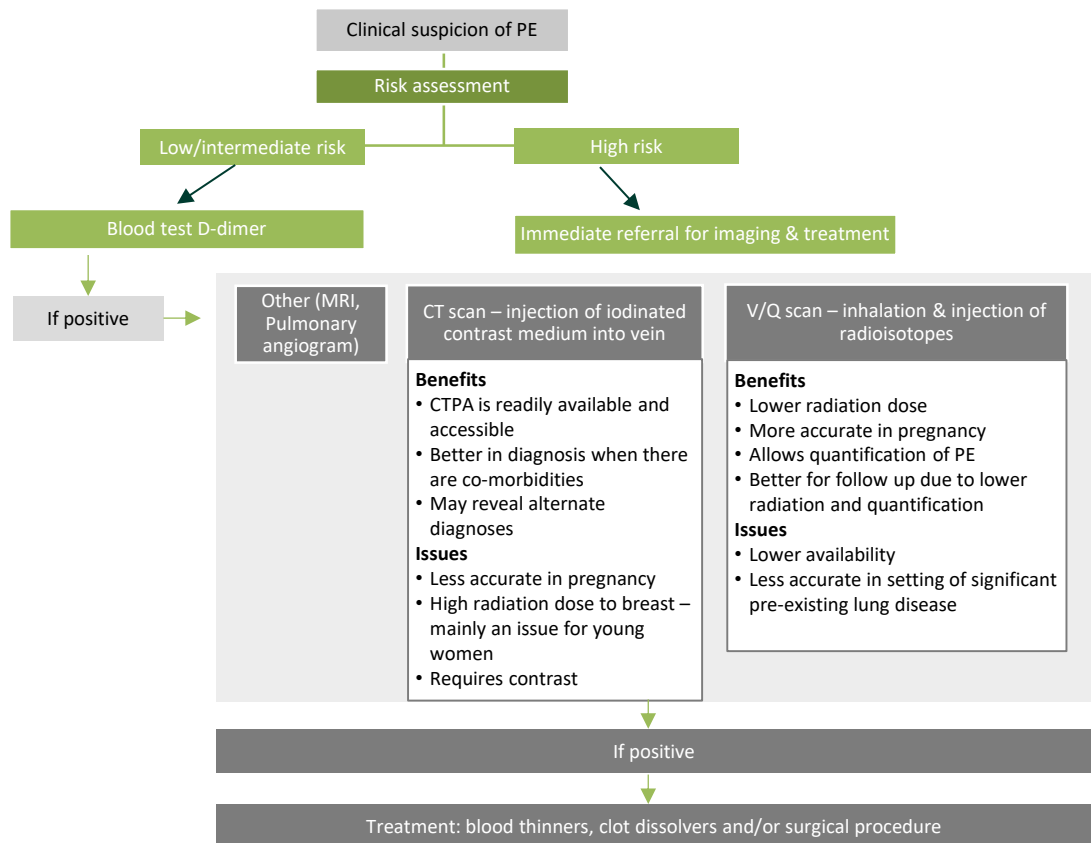 Clinical suspicion of PE
Risk assessment
Low/intermediate risk
High risk
Blood test D-dimer
Immediate referral for imaging & treatment
If positive
Other (MRI,
Pulmonary
angiogram)
CT scan – injection of iodinated
contrast medium into vein
Benefits
• CTPA is readily available and
accessible
• Better in diagnosis when there
are co-morbidities
• May reveal alternate
diagnoses
Issues
• Less accurate in pregnancy
• High radiation dose to breast –
mainly an issue for young
women
• Requires contrast
V/Q scan – inhalation & injection of
radioisotopes
Benefits
• Lower radiation dose
• More accurate in pregnancy
• Allows quantification of PE
• Better for follow up due to lower
radiation and quantification
Issues
• Lower availability
• Less accurate in setting of significant
pre-existing lung disease
If positive
Treatment: blood thinners, clot dissolvers and/or surgical procedure